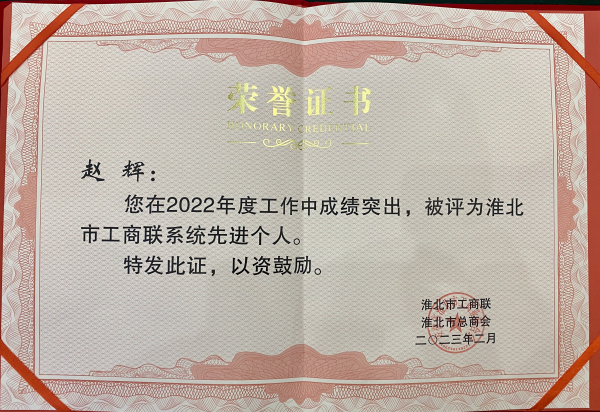 荣誉证书
HONORARY CREDENTIAL
赵 辉：
您在2022年度工作中成绩突出，被评为淮北
市工商联系统先进个人。
特发此证，以资鼓励。
淮北市工商联
淮北市总商会
二〇二三年二月